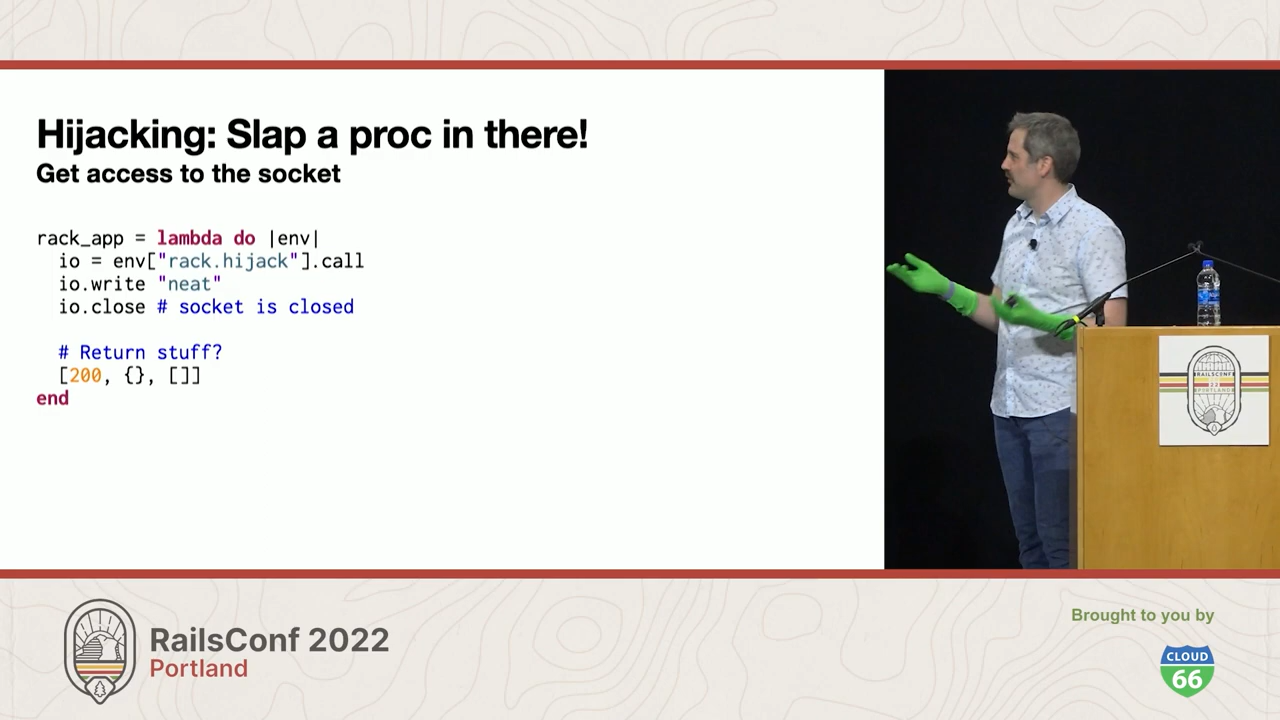 Hijacking: Slap a proc in there!
Get access to the socket
rack_app = lambda do |env|
  io = env["rack.hijack"].call
  io.write "neat"
  io.close # socket is closed

  # Return stuff?
  [200, {}, []]
end
RAILSCONF
PORTLAND
RailsConf 2022
Portland
Brought to you by
CLOUD
66